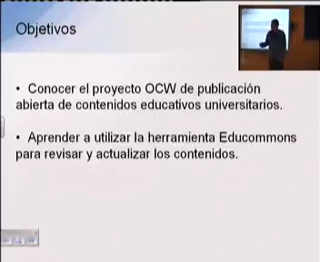 Objetivos
• Conocer el proyecto OCW de publicación
abierta de contenidos educativos universitarios.
• Aprender a utilizar la herramienta Educommons
para revisar y actualizar los contenidos.